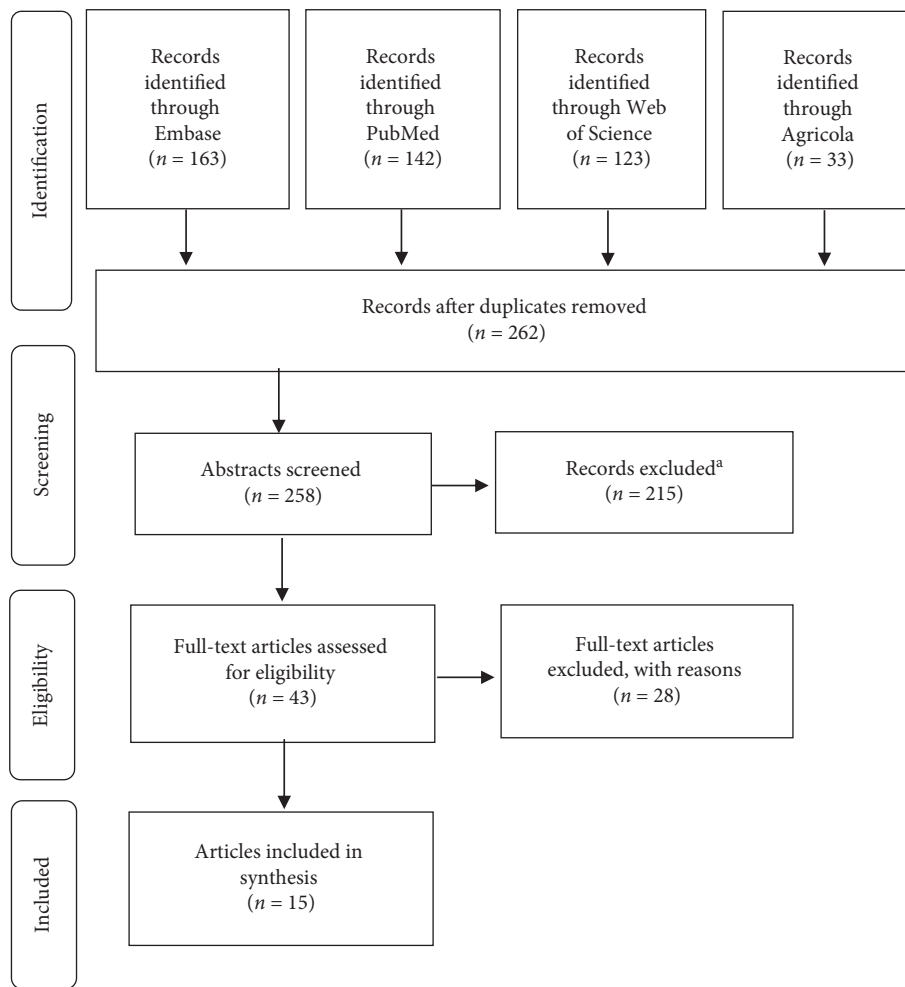 Identification
Records
identified
through
Embase
(n = 163)
Records
identified
through
PubMed
(n = 142)
Records
identified
through Web
of Science
(n = 123)
Records
identified
through
Agricola
(n = 33)
Records after duplicates removed
(n = 262)
Screening
Abstracts screened
(n = 258)
Records excludedᵃ
(n = 215)
Eligibility
Full-text articles assessed
for eligibility
(n = 43)
Full-text articles
excluded, with reasons
(n = 28)
Included
Articles included in
synthesis
(n = 15)